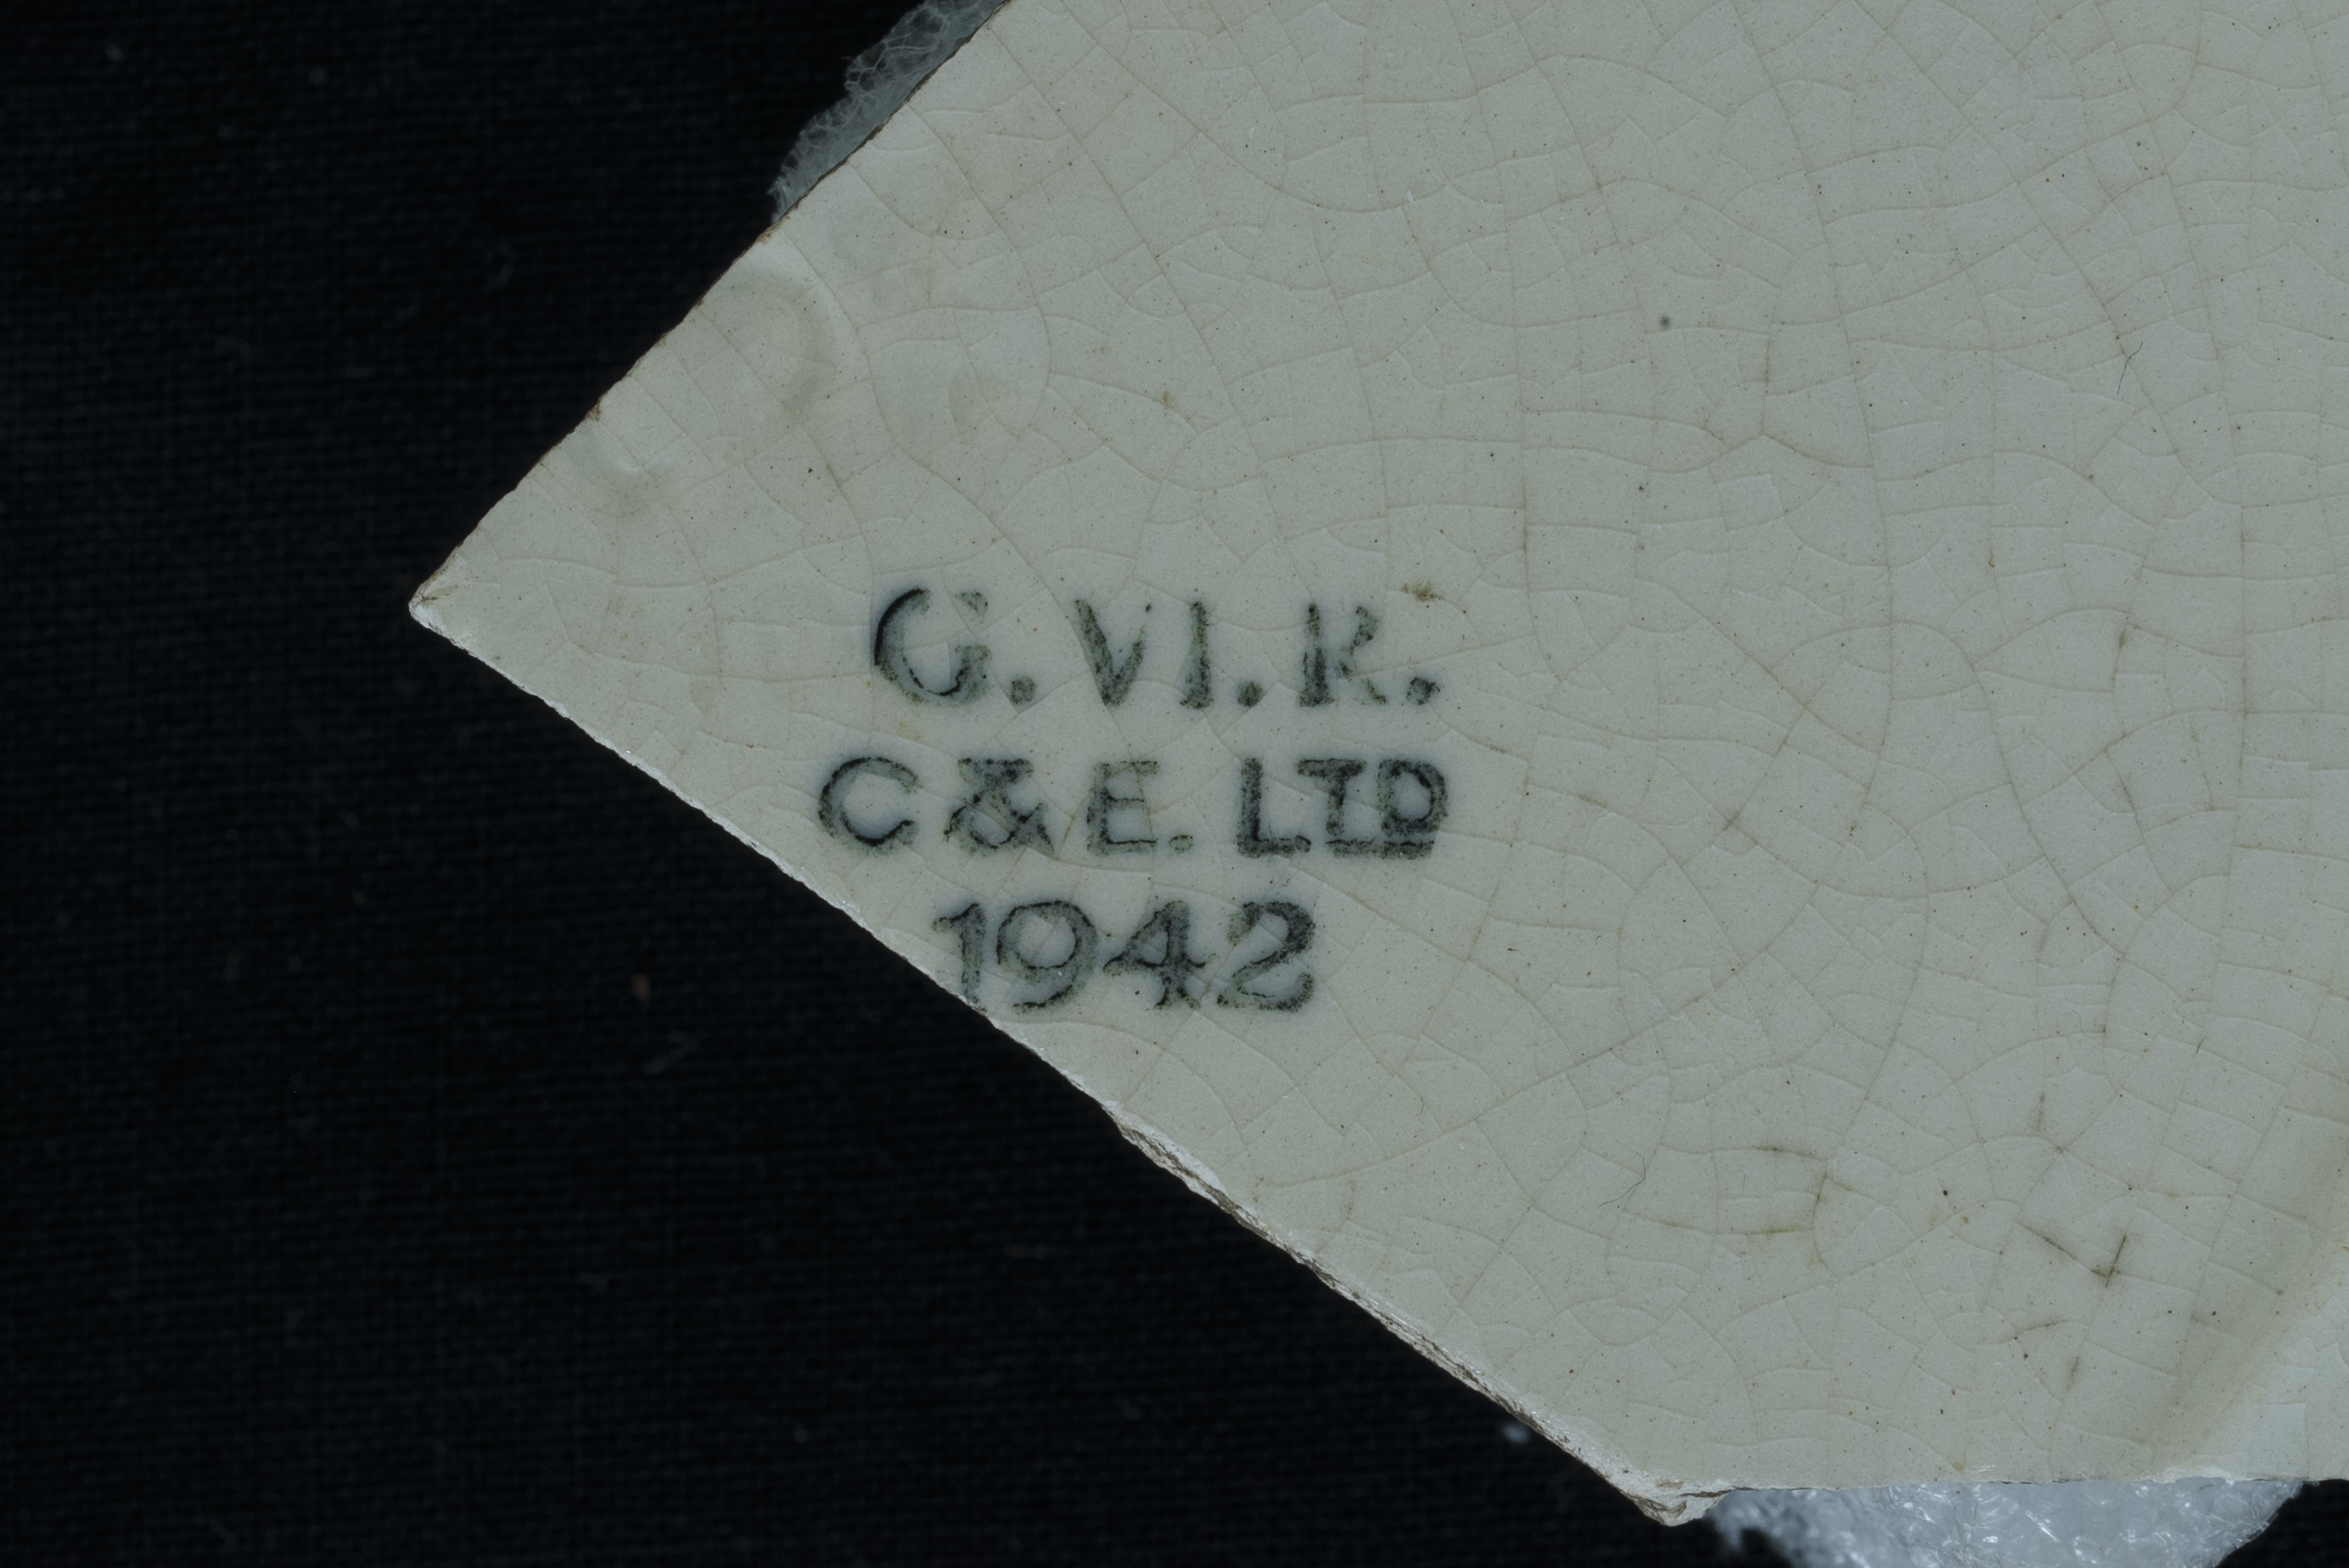 G. VI. R.
C & E. LTD
1942